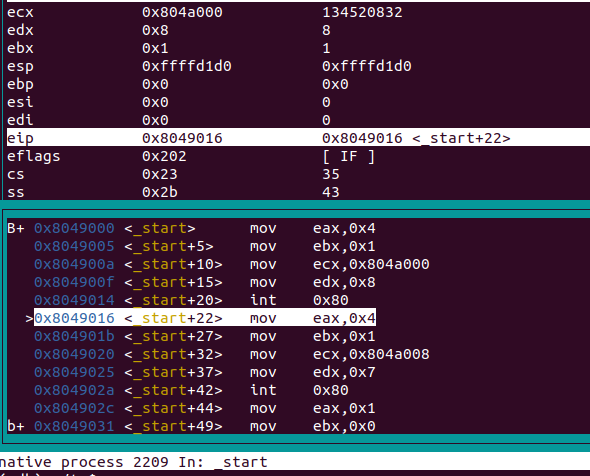 ecx 0x804a000 134520832
edx 0x8 8
ebx 0x1 1
esp 0xffffd1d0 0xffffd1d0
ebp 0x0 0x0
esi 0x0 0
edi 0x0 0
eip 0x8049016 0x8049016 <_start+22>
eflags 0x202 [ IF ]
cs 0x23 35
ss 0x2b 43
B+ 0x8049000 <_start> mov eax,0x4
0x8049005 <_start+5> mov ebx,0x1
0x804900a <_start+10> mov ecx,0x804a000
0x804900f <_start+15> mov edx,0x8
0x8049014 <_start+20> int 0x80
>0x8049016 <_start+22> mov eax,0x4
0x804901b <_start+27> mov ebx,0x1
0x8049020 <_start+32> mov ecx,0x804a008
0x8049025 <_start+37> mov edx,0x7
0x804902a <_start+42> int 0x80
0x804902c <_start+44> mov eax,0x1
b+ 0x8049031 <_start+49> mov ebx,0x0
native process 2209 In: _start